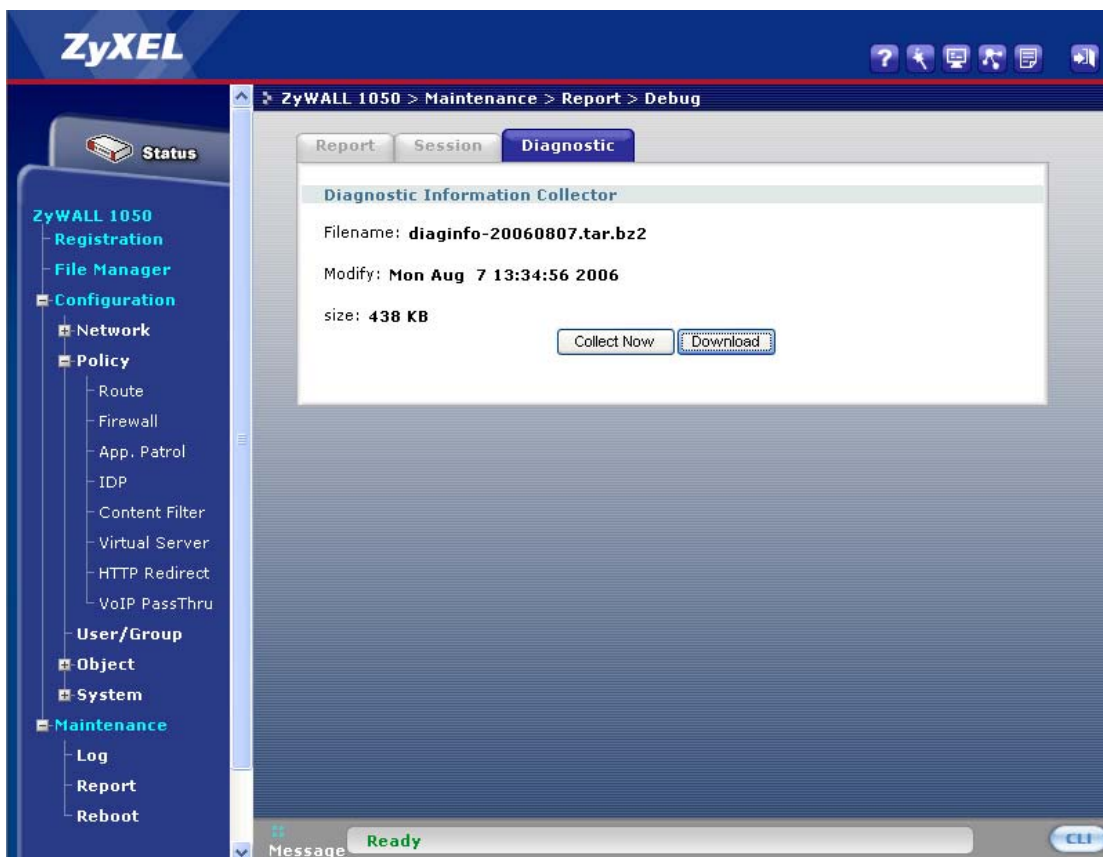 ZyXEL
?
ZyWALL 1050 > Maintenance > Report > Debug
Status
Report Session Diagnostic
Diagnostic Information Collector
Filename: diaginfo-20060807.tar.bz2
Modify: Mon Aug 7 13:34:56 2006
size: 438 KB
Collect Now Download
ZyWALL 1050
Registration
File Manager
Configuration
Network
Policy
Route
Firewall
App. Patrol
IDP
Content Filter
Virtual Server
HTTP Redirect
VoIP PassThru
User/Group
Object
System
Maintenance
Log
Report
Reboot
Message Ready
CLI